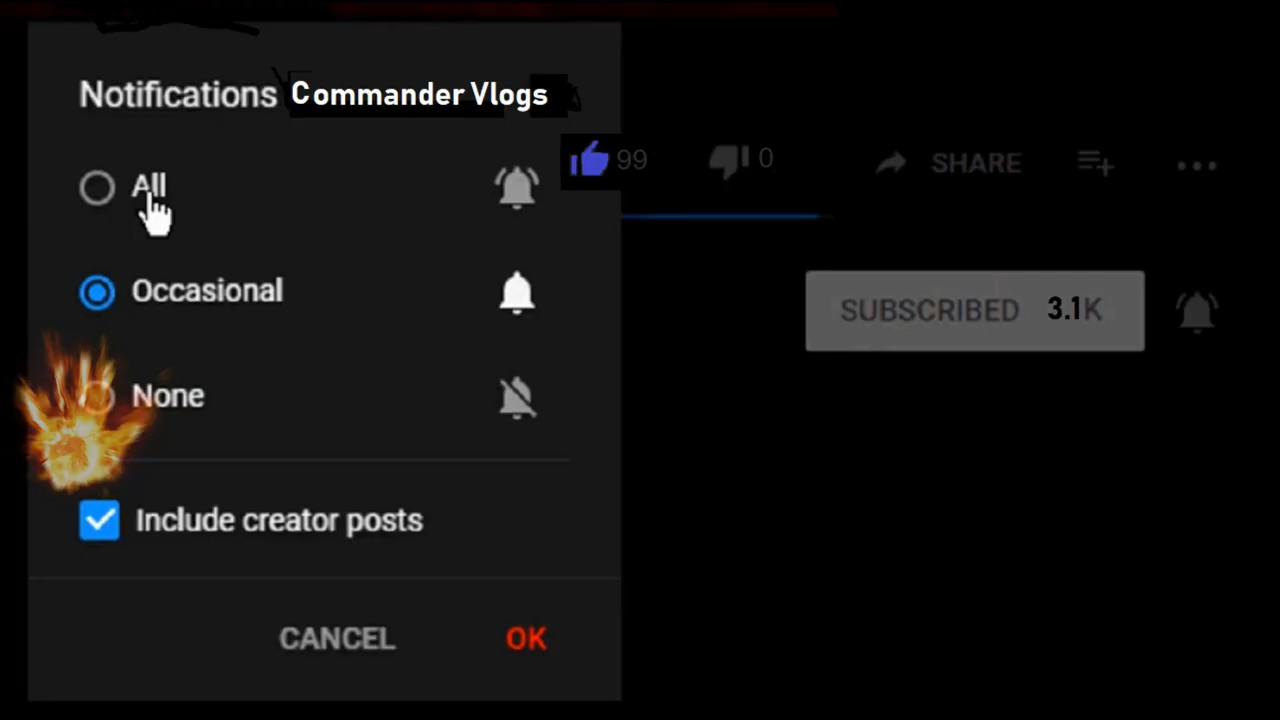 Notifications Commander Vlogs
All
Occasional
None
Include creator posts
CANCEL OK
99 0 SHARE
SUBSCRIBED 3.1K